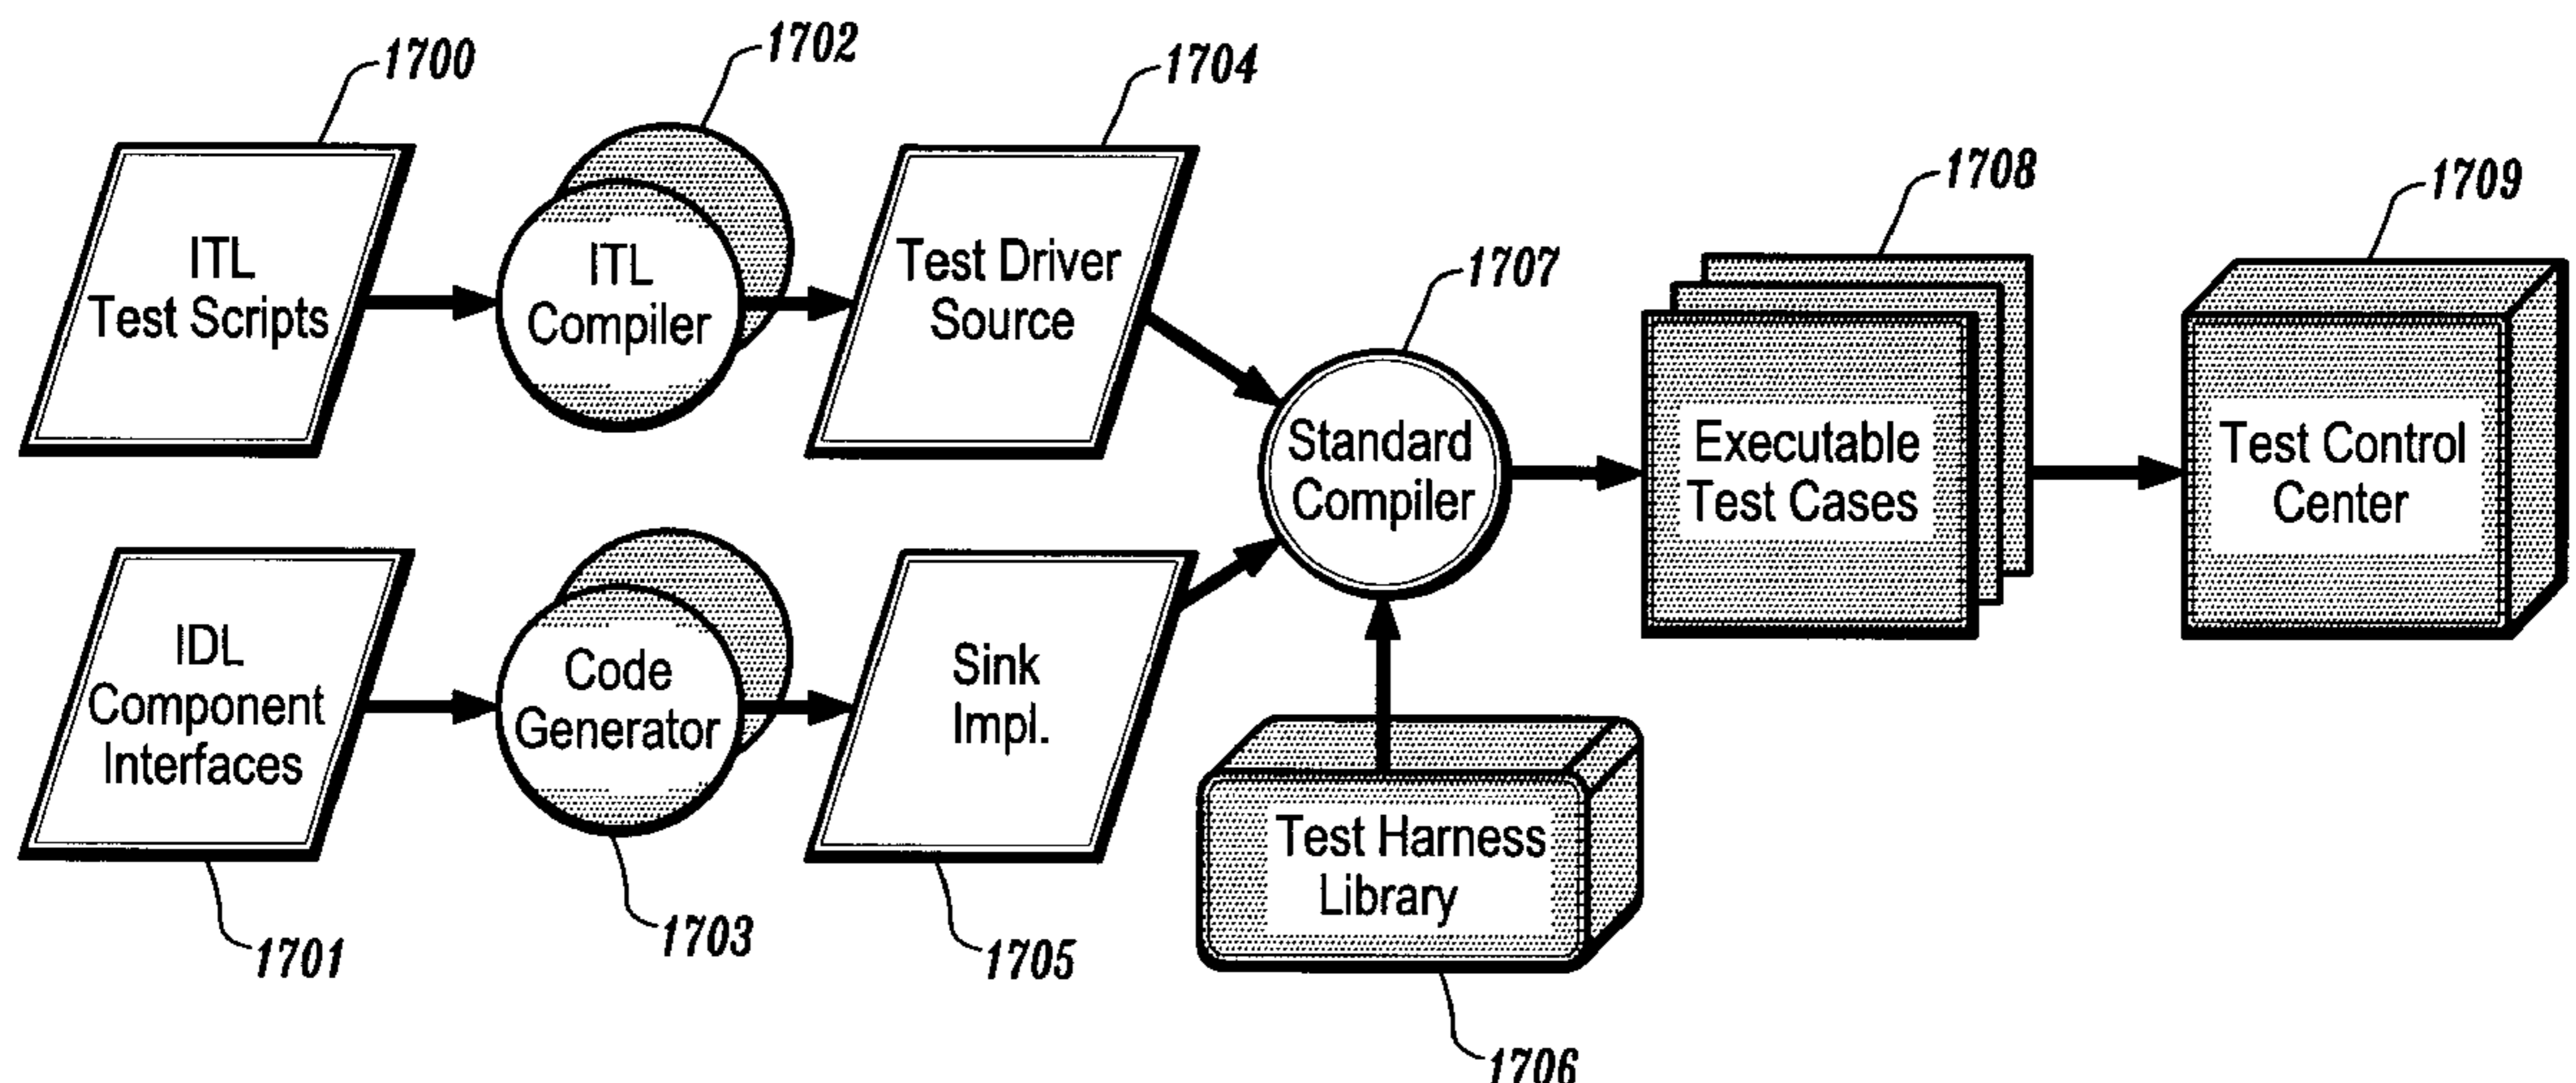 1700
1702
1704
1708
1709
ITL
Test Scripts
ITL
Compiler
Test Driver
Source
1707
Standard
Compiler
Executable
Test Cases
Test Control
Center
IDL
Component
Interfaces
Code
Generator
Sink
Impl.
Test Harness
Library
1701
1703
1705
1706